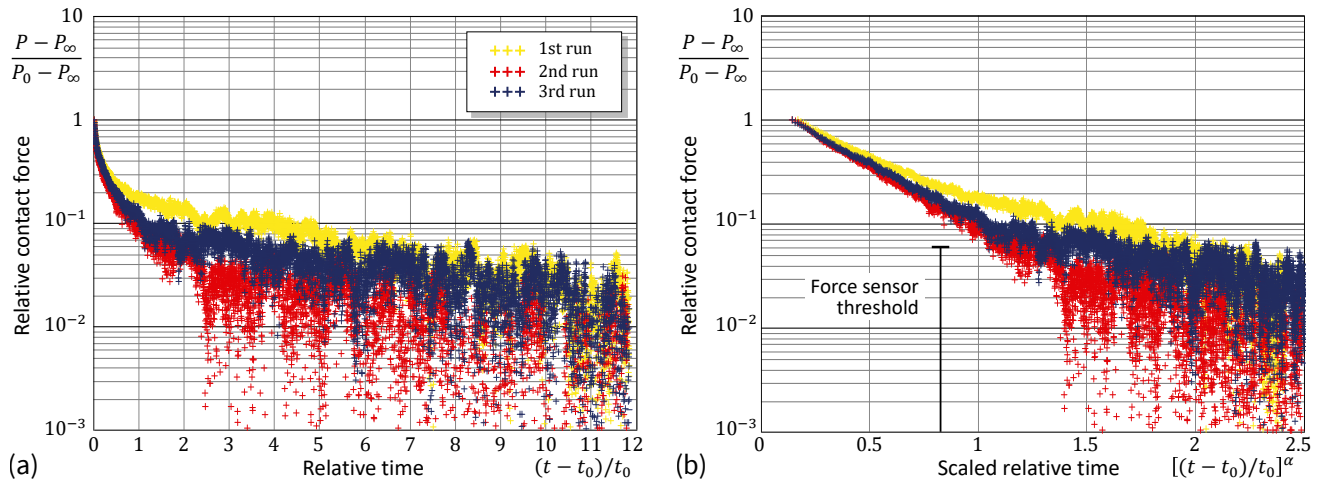 10
P − P∞
P₀ − P∞
1
10⁻¹
10⁻²
10⁻³
Relative contact force
+++ 1st run
+++ 2nd run
+++ 3rd run
0 1 2 3 4 5 6 7 8 9 10 11 12
(a) Relative time (t − t₀)/t₀
10
P − P∞
P₀ − P∞
1
10⁻¹
10⁻²
10⁻³
Relative contact force
Force sensor
threshold
0 0.5 1 1.5 2 2.5
(b) Scaled relative time [(t − t₀)/t₀]^α